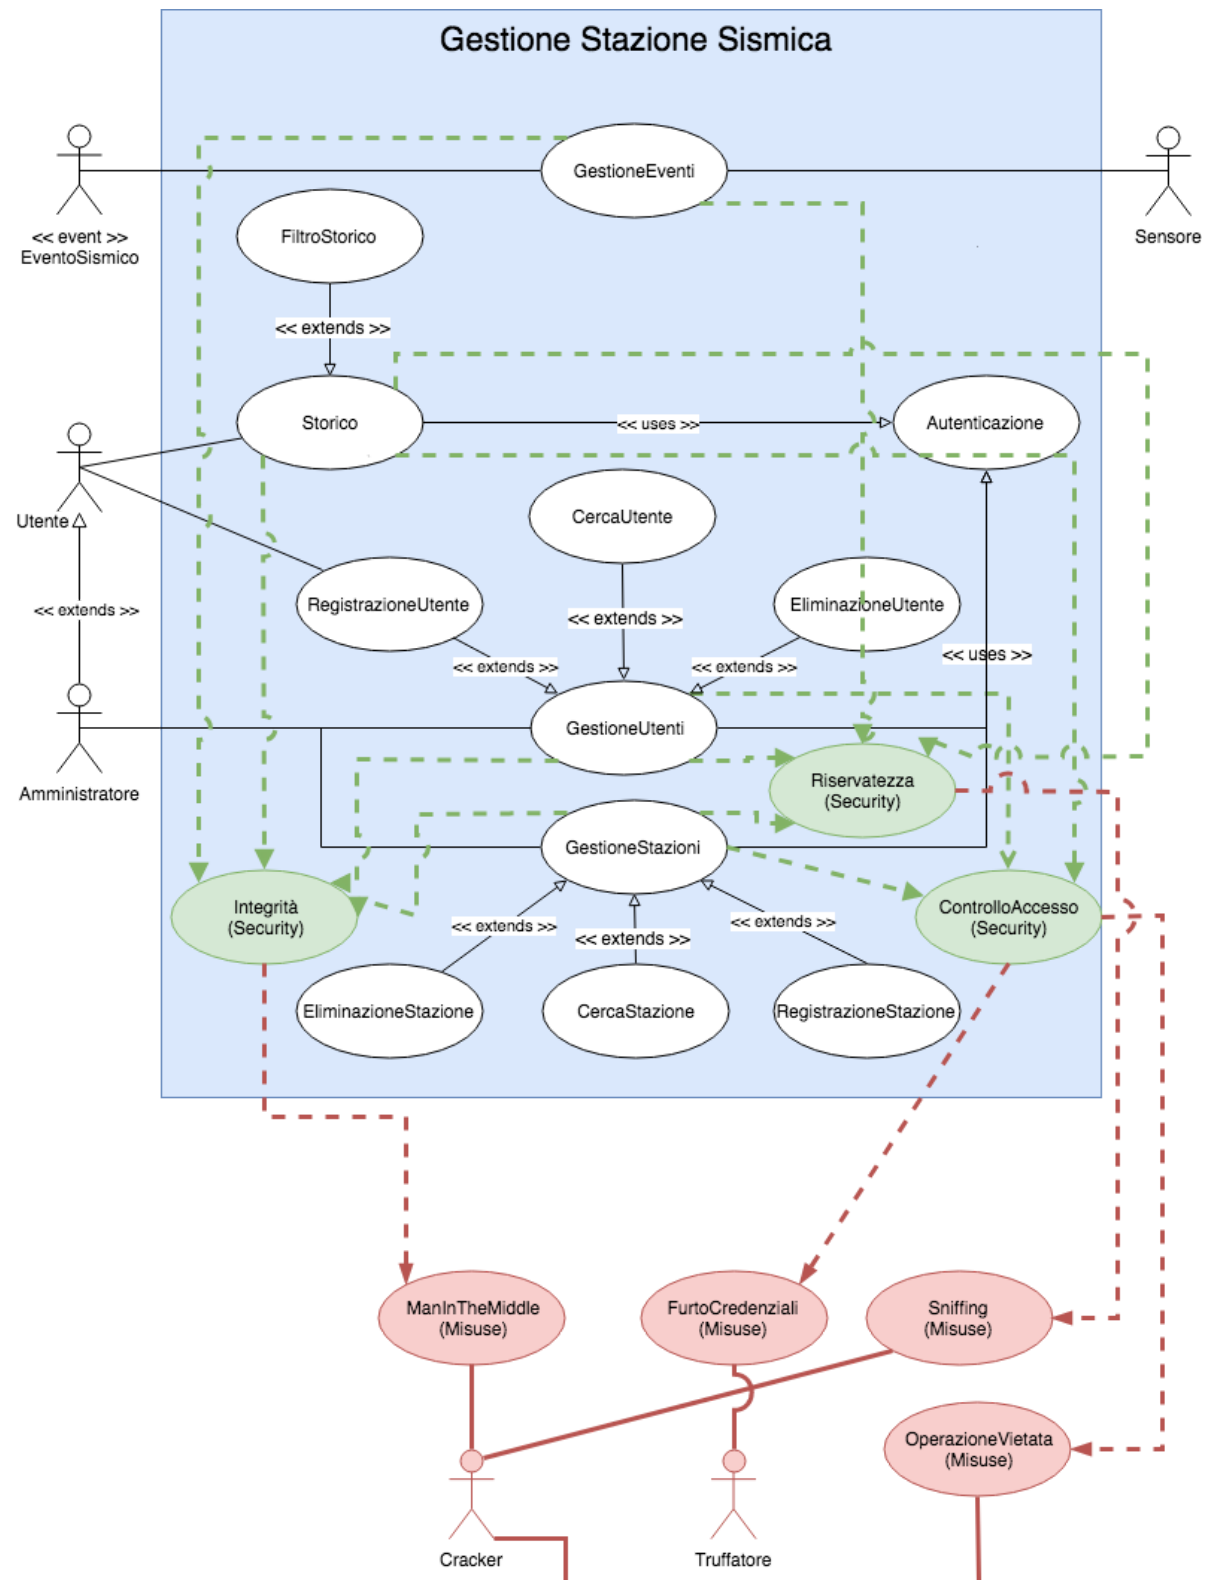 Gestione Stazione Sismica
GestioneEventi
<< event >>
EventoSismico
Sensore
FiltroStorico
<< extends >>
Storico
<< uses >>
Autenticazione
Utente
CercaUtente
<< extends >>
RegistrazioneUtente
<< extends >>
EliminazioneUtente
<< extends >>
<< extends >>
<< uses >>
GestioneUtenti
Amministratore
Riservatezza
(Security)
GestioneStazioni
Integrità
(Security)
ControlloAccesso
(Security)
<< extends >>
<< extends >>
<< extends >>
EliminazioneStazione
CercaStazione
RegistrazioneStazione
ManInTheMiddle
(Misuse)
FurtoCredenziali
(Misuse)
Sniffing
(Misuse)
OperazioneVietata
(Misuse)
Cracker
Truffatore